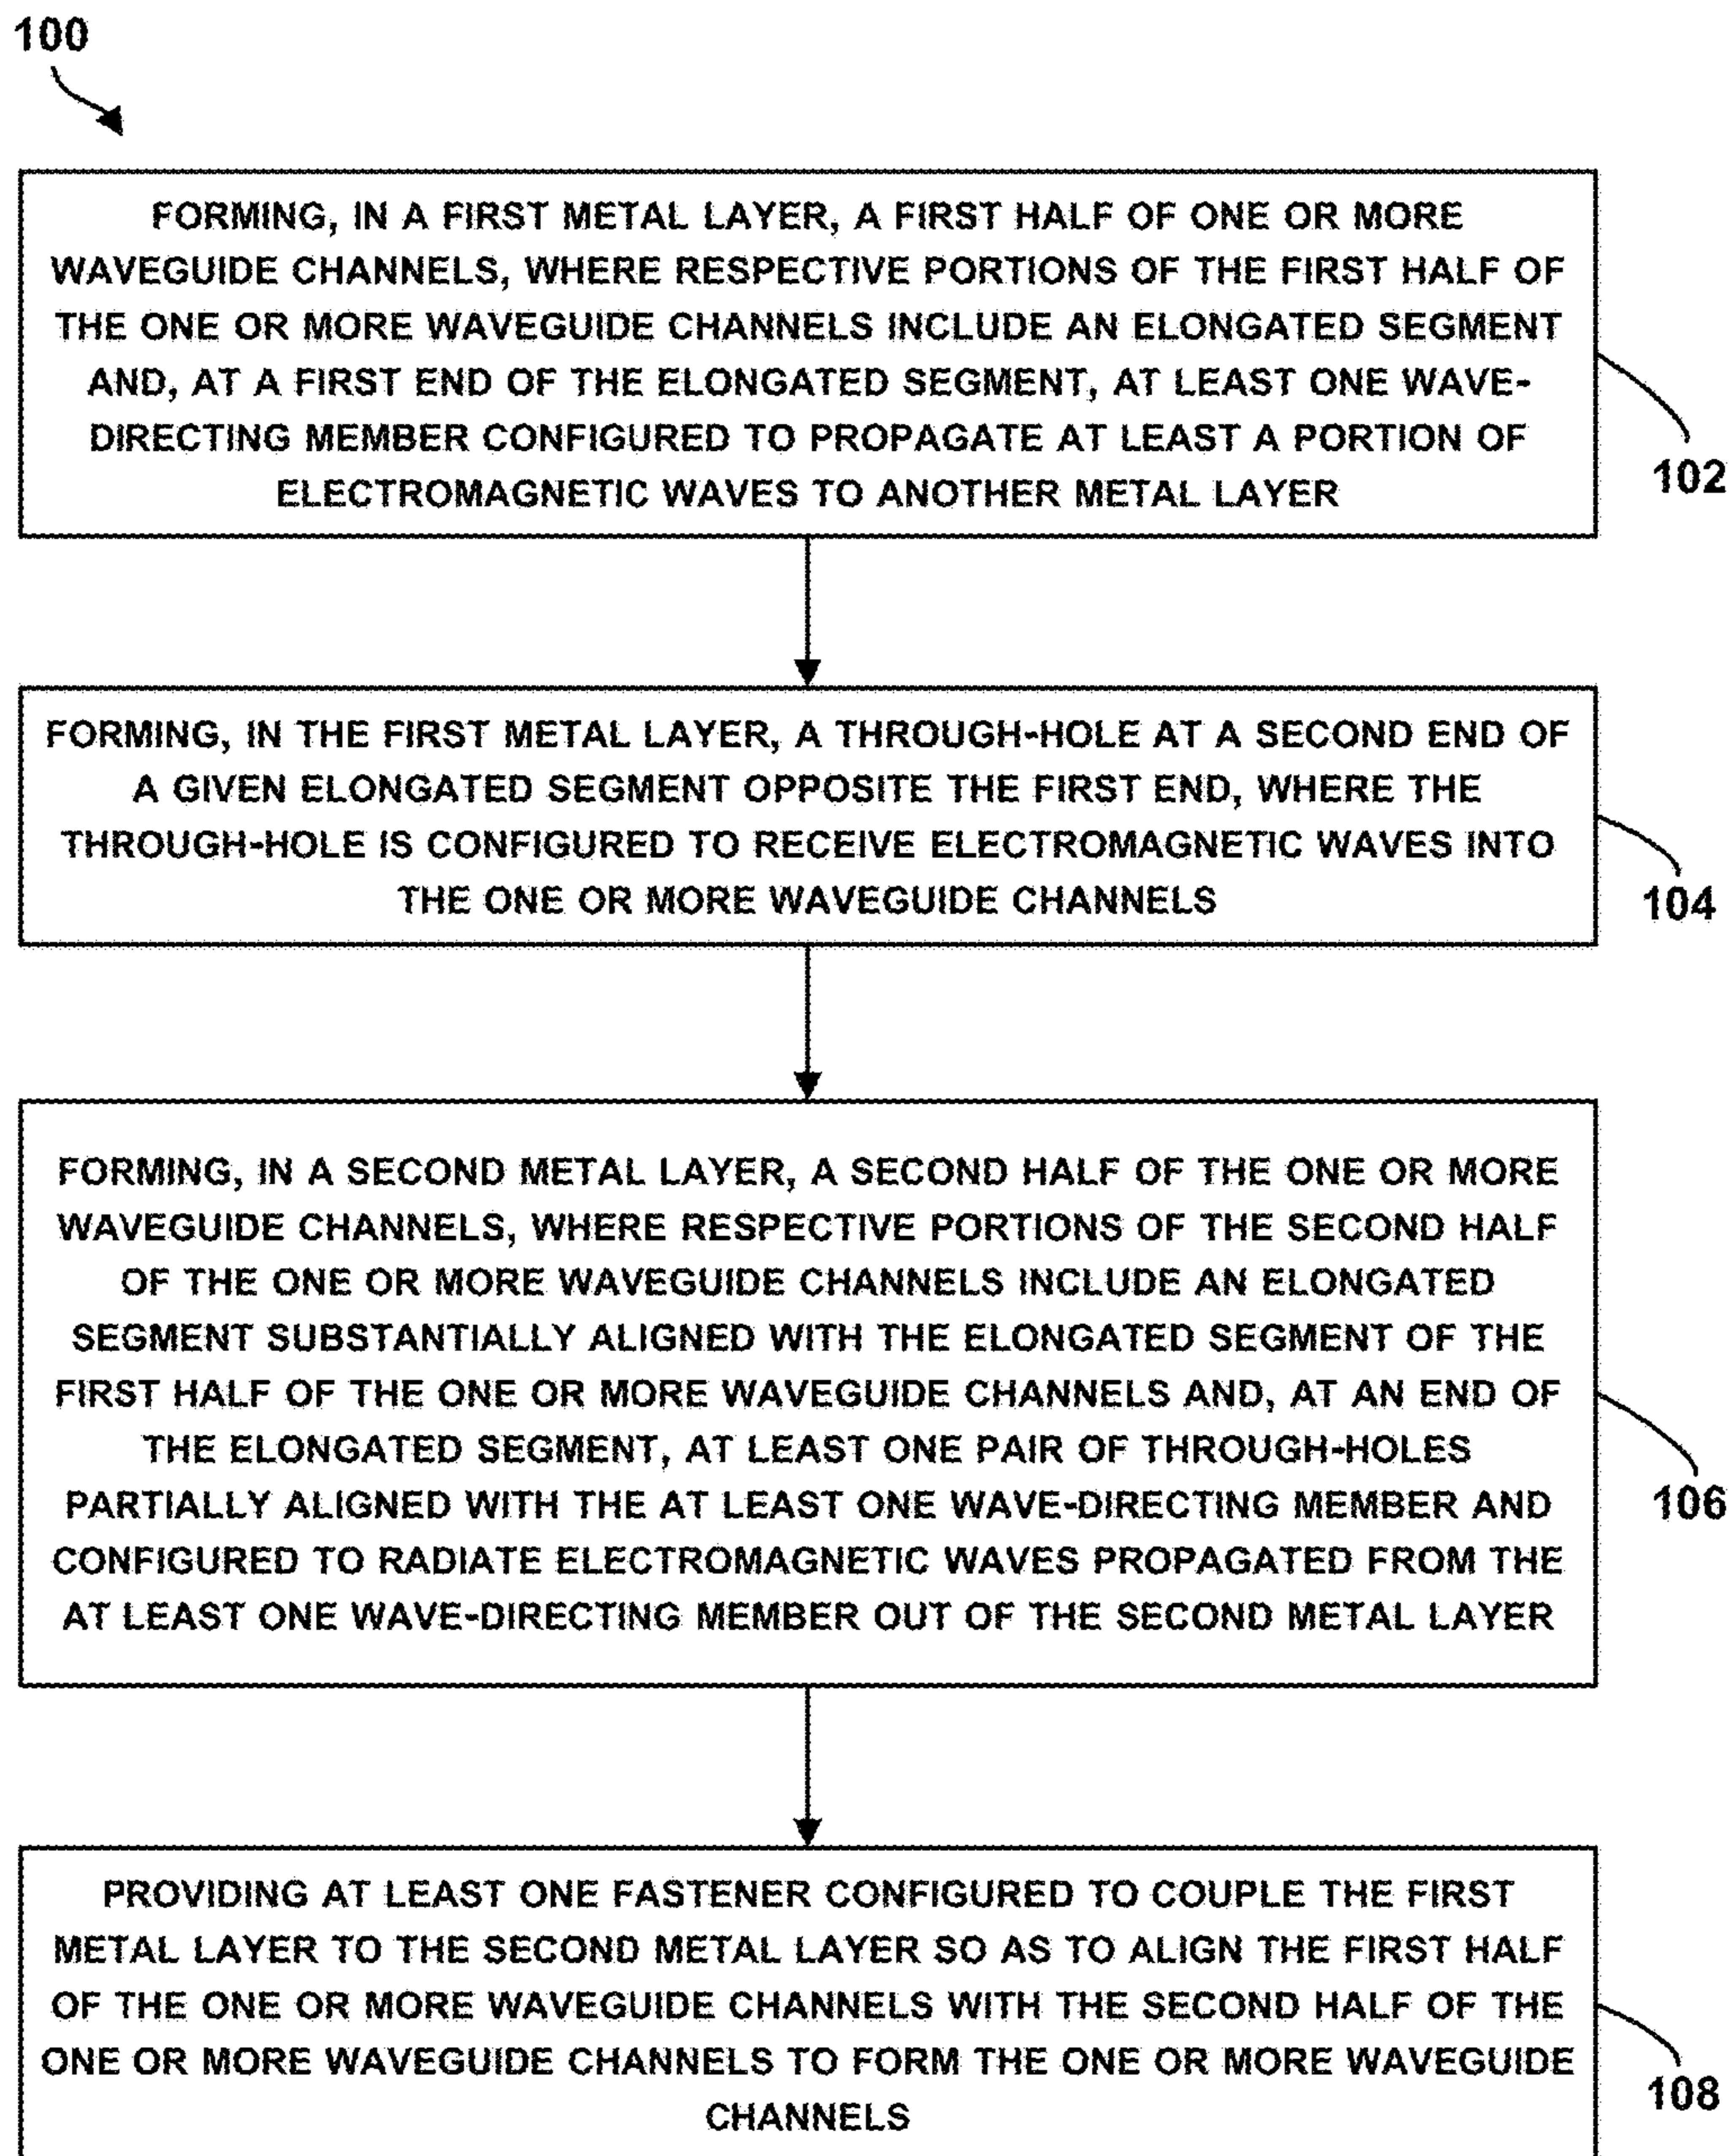 100
FORMING, IN A FIRST METAL LAYER, A FIRST HALF OF ONE OR MORE
WAVEGUIDE CHANNELS, WHERE RESPECTIVE PORTIONS OF THE FIRST HALF OF
THE ONE OR MORE WAVEGUIDE CHANNELS INCLUDE AN ELONGATED SEGMENT
AND, AT A FIRST END OF THE ELONGATED SEGMENT, AT LEAST ONE WAVE-
DIRECTING MEMBER CONFIGURED TO PROPAGATE AT LEAST A PORTION OF
ELECTROMAGNETIC WAVES TO ANOTHER METAL LAYER
102
FORMING, IN THE FIRST METAL LAYER, A THROUGH-HOLE AT A SECOND END OF
A GIVEN ELONGATED SEGMENT OPPOSITE THE FIRST END, WHERE THE
THROUGH-HOLE IS CONFIGURED TO RECEIVE ELECTROMAGNETIC WAVES INTO
THE ONE OR MORE WAVEGUIDE CHANNELS
104
FORMING, IN A SECOND METAL LAYER, A SECOND HALF OF THE ONE OR MORE
WAVEGUIDE CHANNELS, WHERE RESPECTIVE PORTIONS OF THE SECOND HALF
OF THE ONE OR MORE WAVEGUIDE CHANNELS INCLUDE AN ELONGATED
SEGMENT SUBSTANTIALLY ALIGNED WITH THE ELONGATED SEGMENT OF THE
FIRST HALF OF THE ONE OR MORE WAVEGUIDE CHANNELS AND, AT AN END OF
THE ELONGATED SEGMENT, AT LEAST ONE PAIR OF THROUGH-HOLES
PARTIALLY ALIGNED WITH THE AT LEAST ONE WAVE-DIRECTING MEMBER AND
CONFIGURED TO RADIATE ELECTROMAGNETIC WAVES PROPAGATED FROM THE
AT LEAST ONE WAVE-DIRECTING MEMBER OUT OF THE SECOND METAL LAYER
106
PROVIDING AT LEAST ONE FASTENER CONFIGURED TO COUPLE THE FIRST
METAL LAYER TO THE SECOND METAL LAYER SO AS TO ALIGN THE FIRST HALF
OF THE ONE OR MORE WAVEGUIDE CHANNELS WITH THE SECOND HALF OF THE
ONE OR MORE WAVEGUIDE CHANNELS TO FORM THE ONE OR MORE WAVEGUIDE
CHANNELS
108